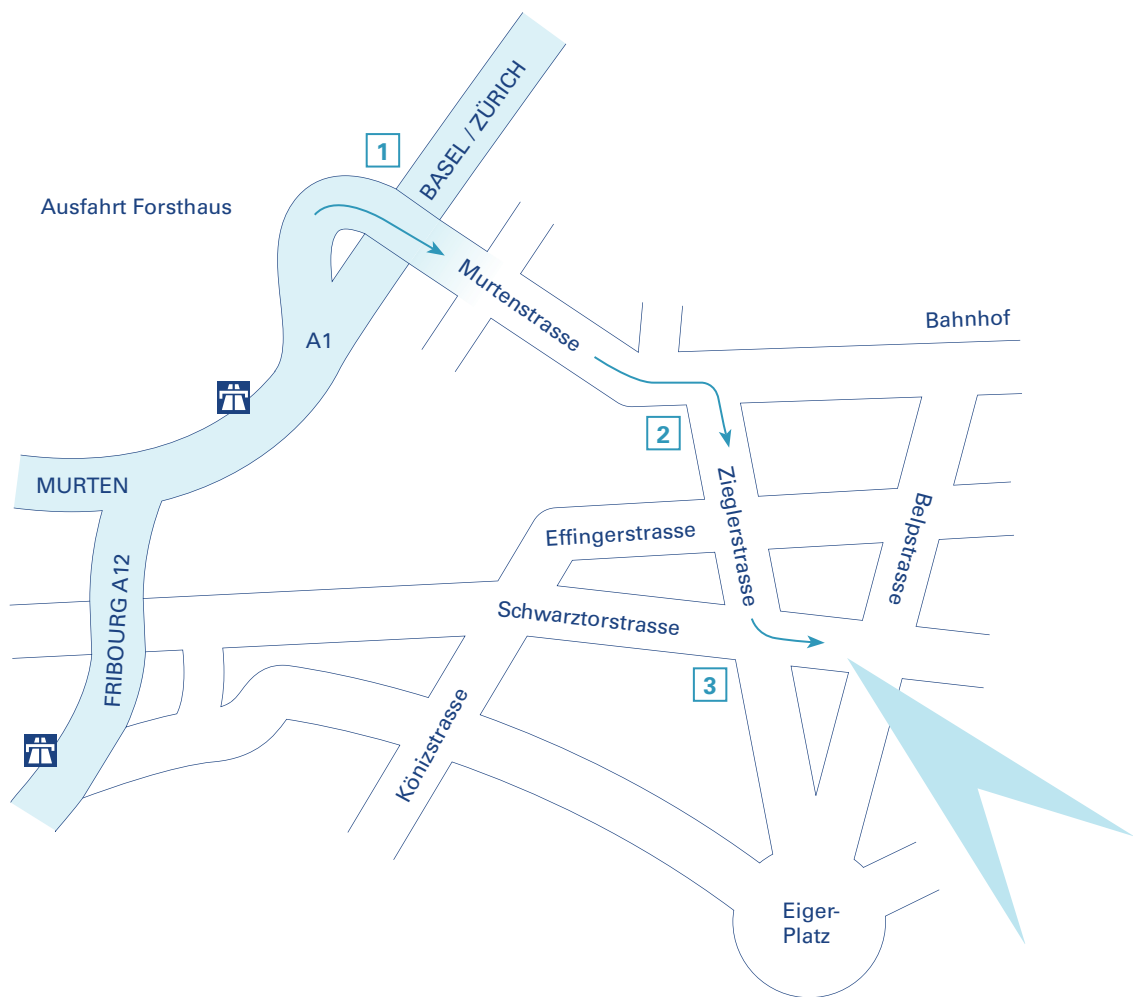 BASEL / ZÜRICH
1
Ausfahrt Forsthaus
Murtenstrasse
Bahnhof
A1
2
MURTEN
Zieglerstrasse
Belpstrasse
Effingerstrasse
FRIBOURG A12
Schwarztorstrasse
3
Könizstrasse
Eiger-
Platz